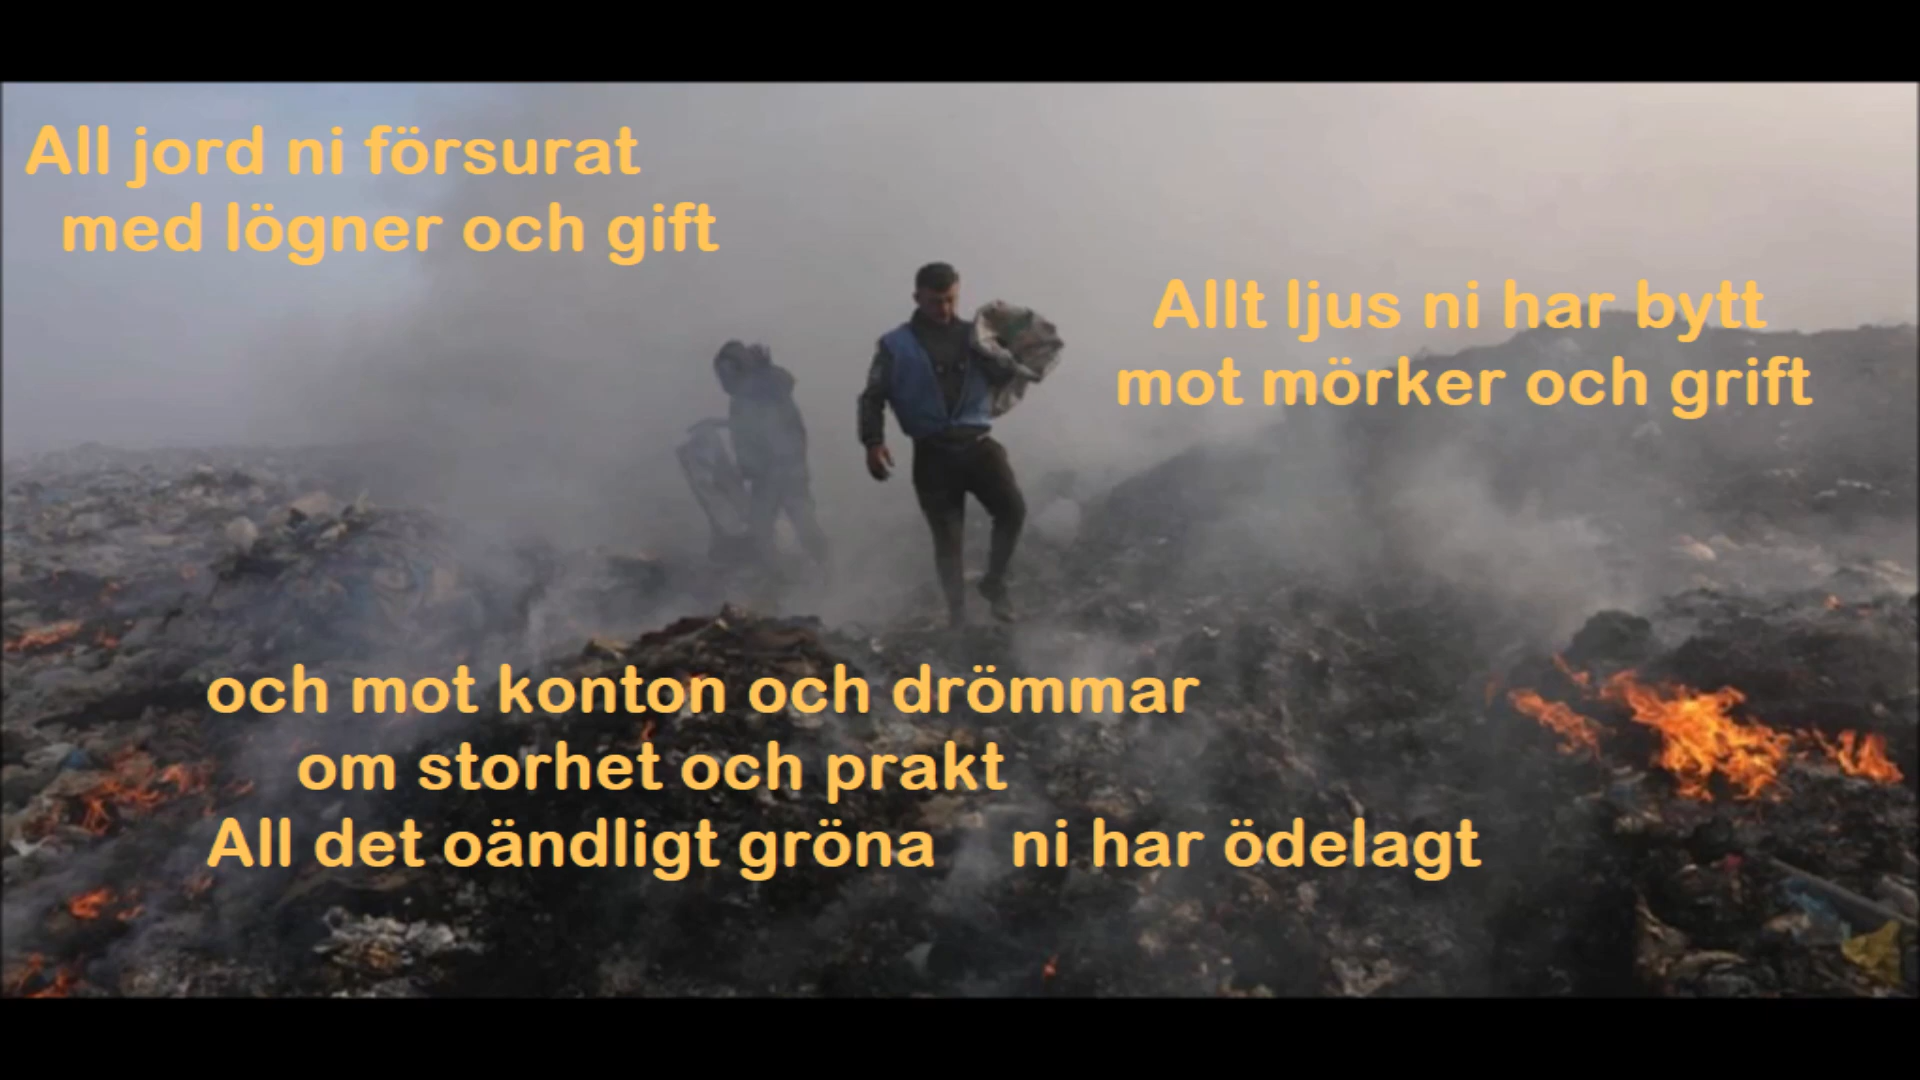 All jord ni försurat
med lögner och gift
Allt ljus ni har bytt
mot mörker och grift
och mot konton och drömmar
om storhet och prakt
All det oändligt gröna ni har ödelagt